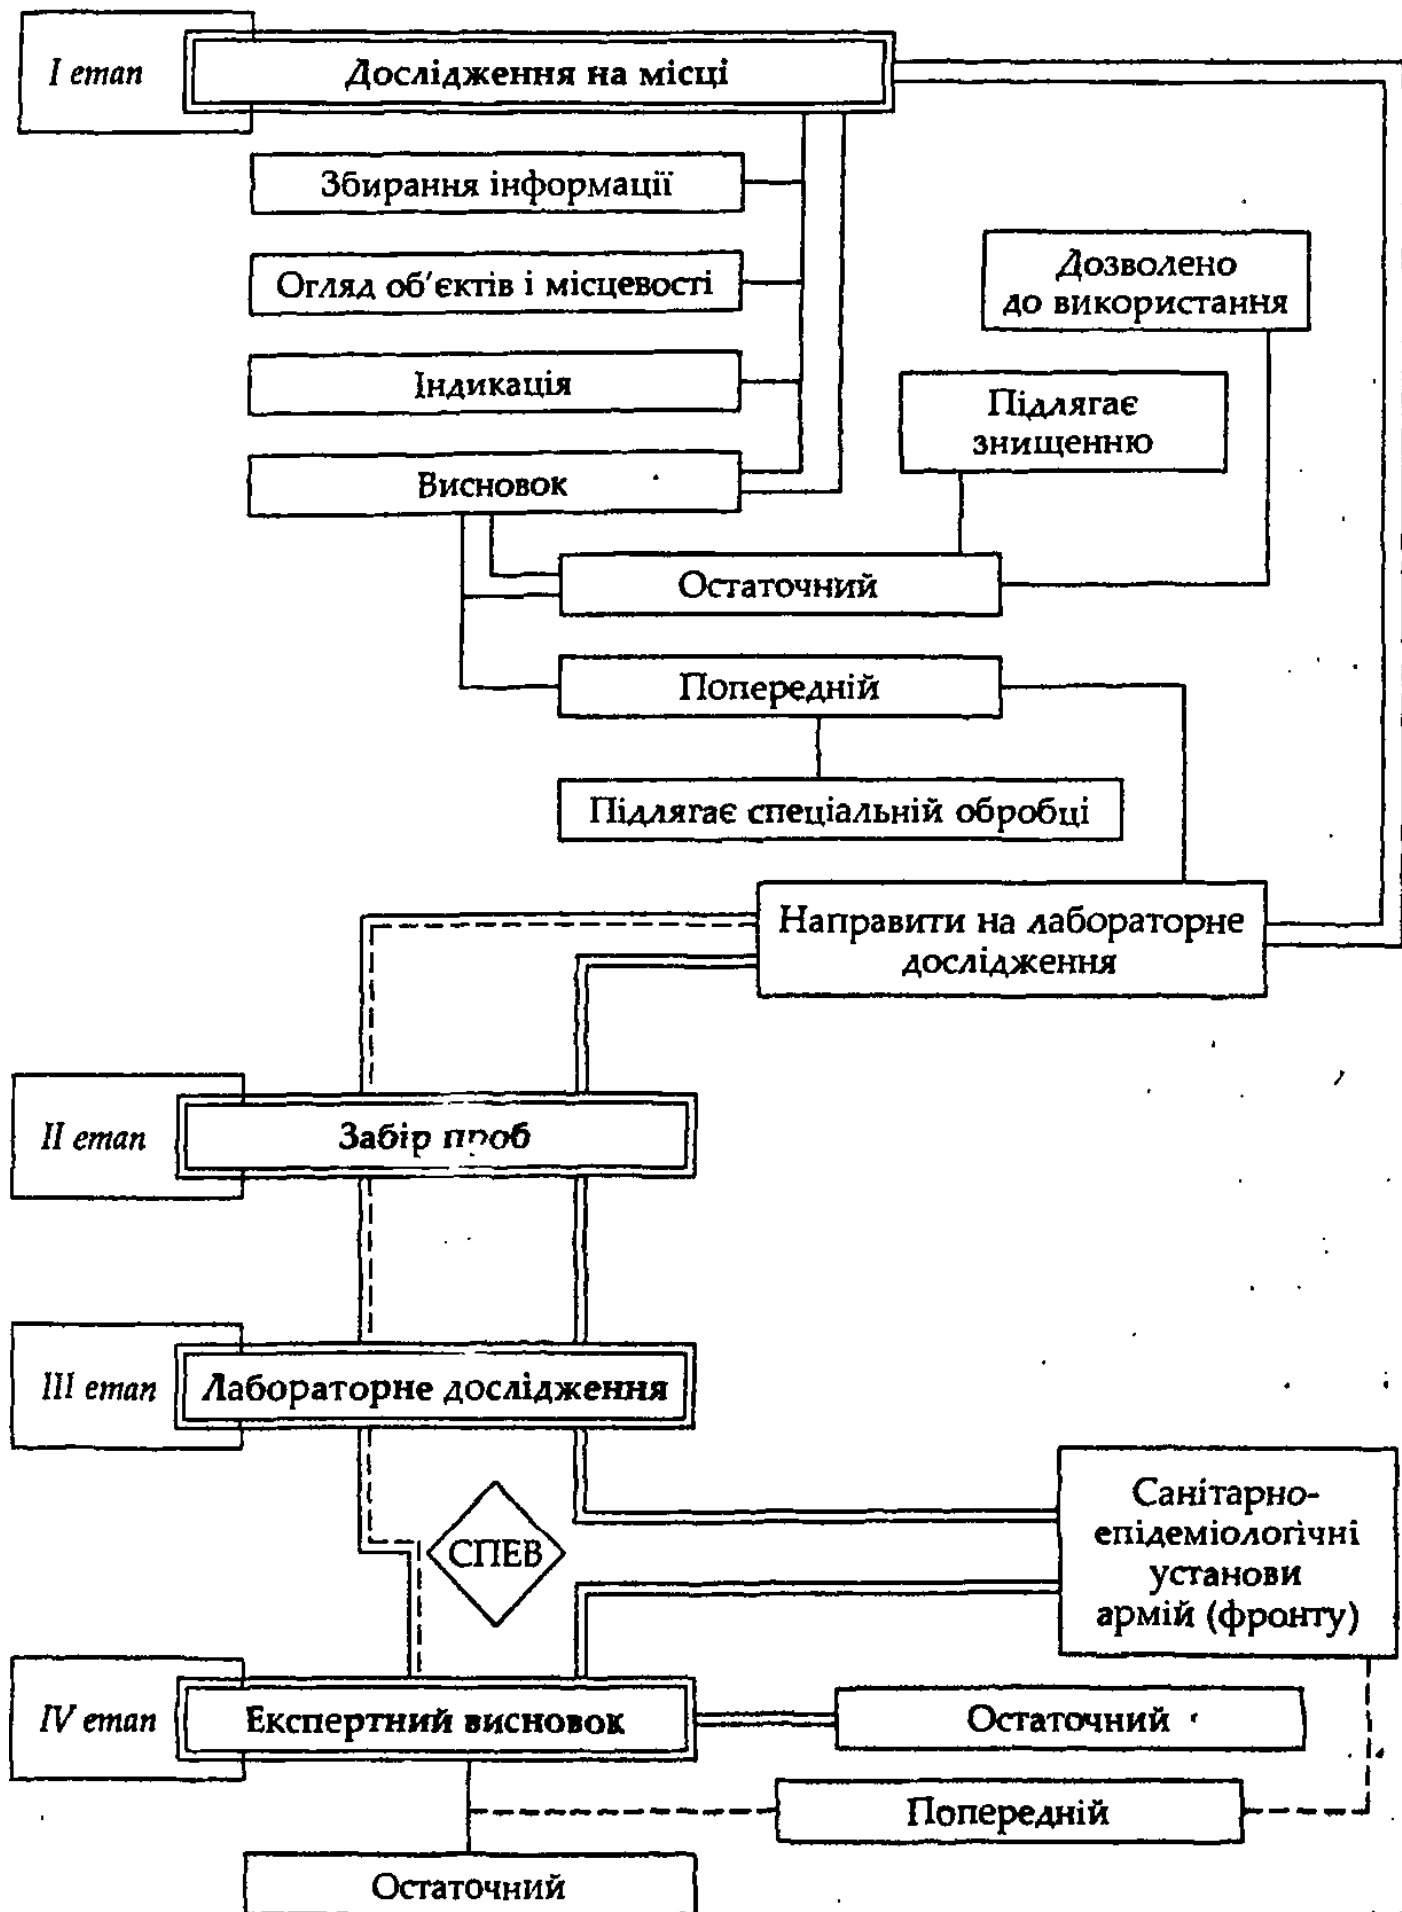 I етап
Дослідження на місці
Збирання інформації
Огляд об'єктів і місцевості
Дозволено
до використання
Індикація
Підлягає
знищенню
Висновок
Остаточний
Попередній
Підлягає спеціальній обробці
Направити на лабораторне
дослідження
II етап
Забір проб
III етап
Лабораторне дослідження
СПЕВ
Санітарно-
епідеміологічні
установи
армій (фронту)
IV етап
Експертний висновок
Остаточний
Попередній
Остаточний